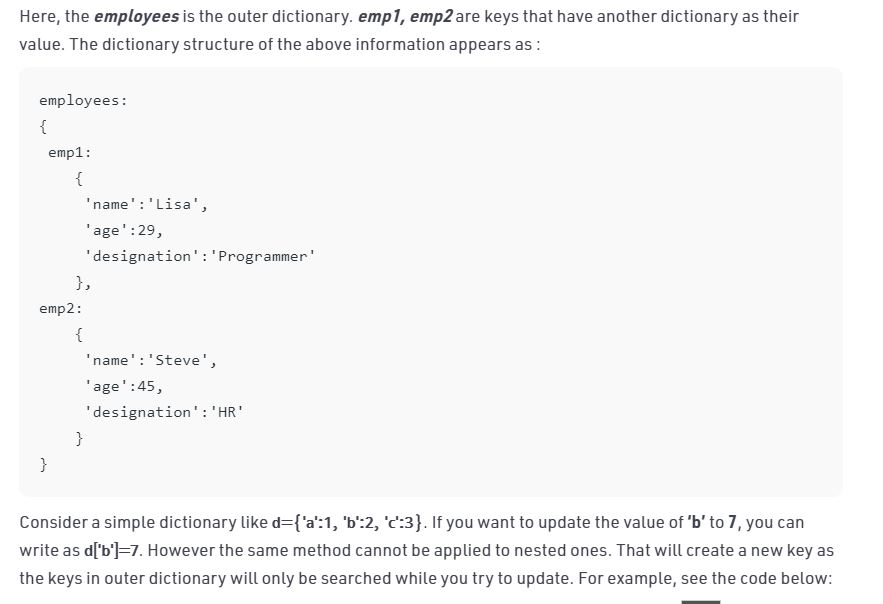 Here, the employees is the outer dictionary. emp1, emp2 are keys that have another dictionary as their
value. The dictionary structure of the above information appears as :
employees:
{
emp1:
{
'name':'Lisa',
'age':29,
'designation':'Programmer'
},
emp2:
{
'name':'Steve',
'age':45,
'designation':'HR'
}
}
Consider a simple dictionary like d={'a':1, 'b':2, 'c':3}. If you want to update the value of ‘b’ to 7, you can
write as d['b']=7. However the same method cannot be applied to nested ones. That will create a new key as
the keys in outer dictionary will only be searched while you try to update. For example, see the code below: